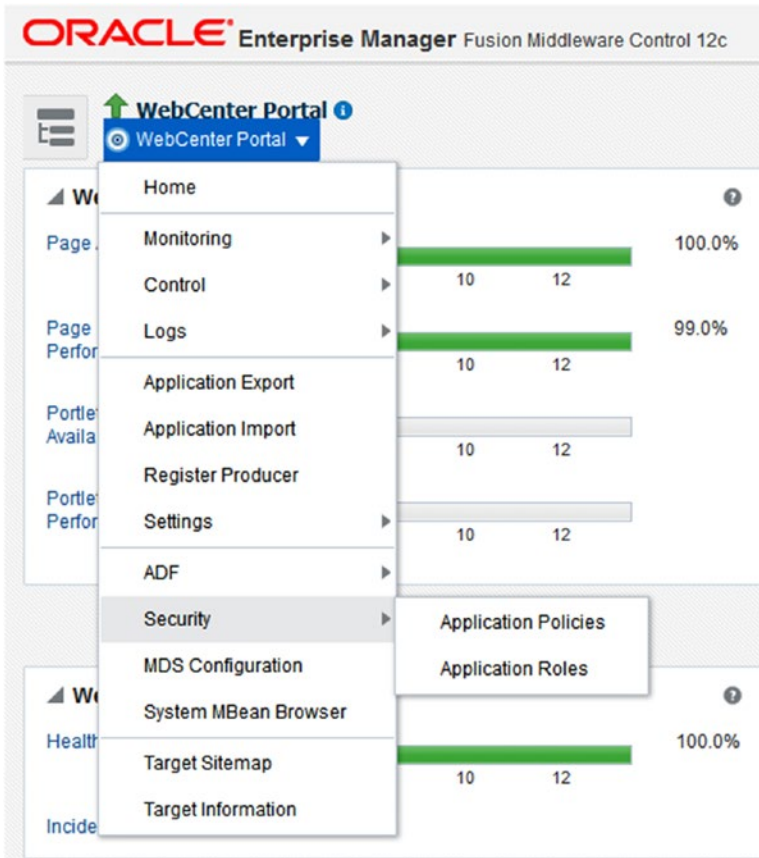 ORACLE Enterprise Manager Fusion Middleware Control 12c
WebCenter Portal
WebCenter Portal
Home
Monitoring
Control
Logs
Application Export
Application Import
Register Producer
Settings
ADF
Security
MDS Configuration
System MBean Browser
Target Sitemap
Target Information
Application Policies
Application Roles
Page
100.0%
10 12
Page
99.0%
10 12
10 12
10 12
100.0%
10 12